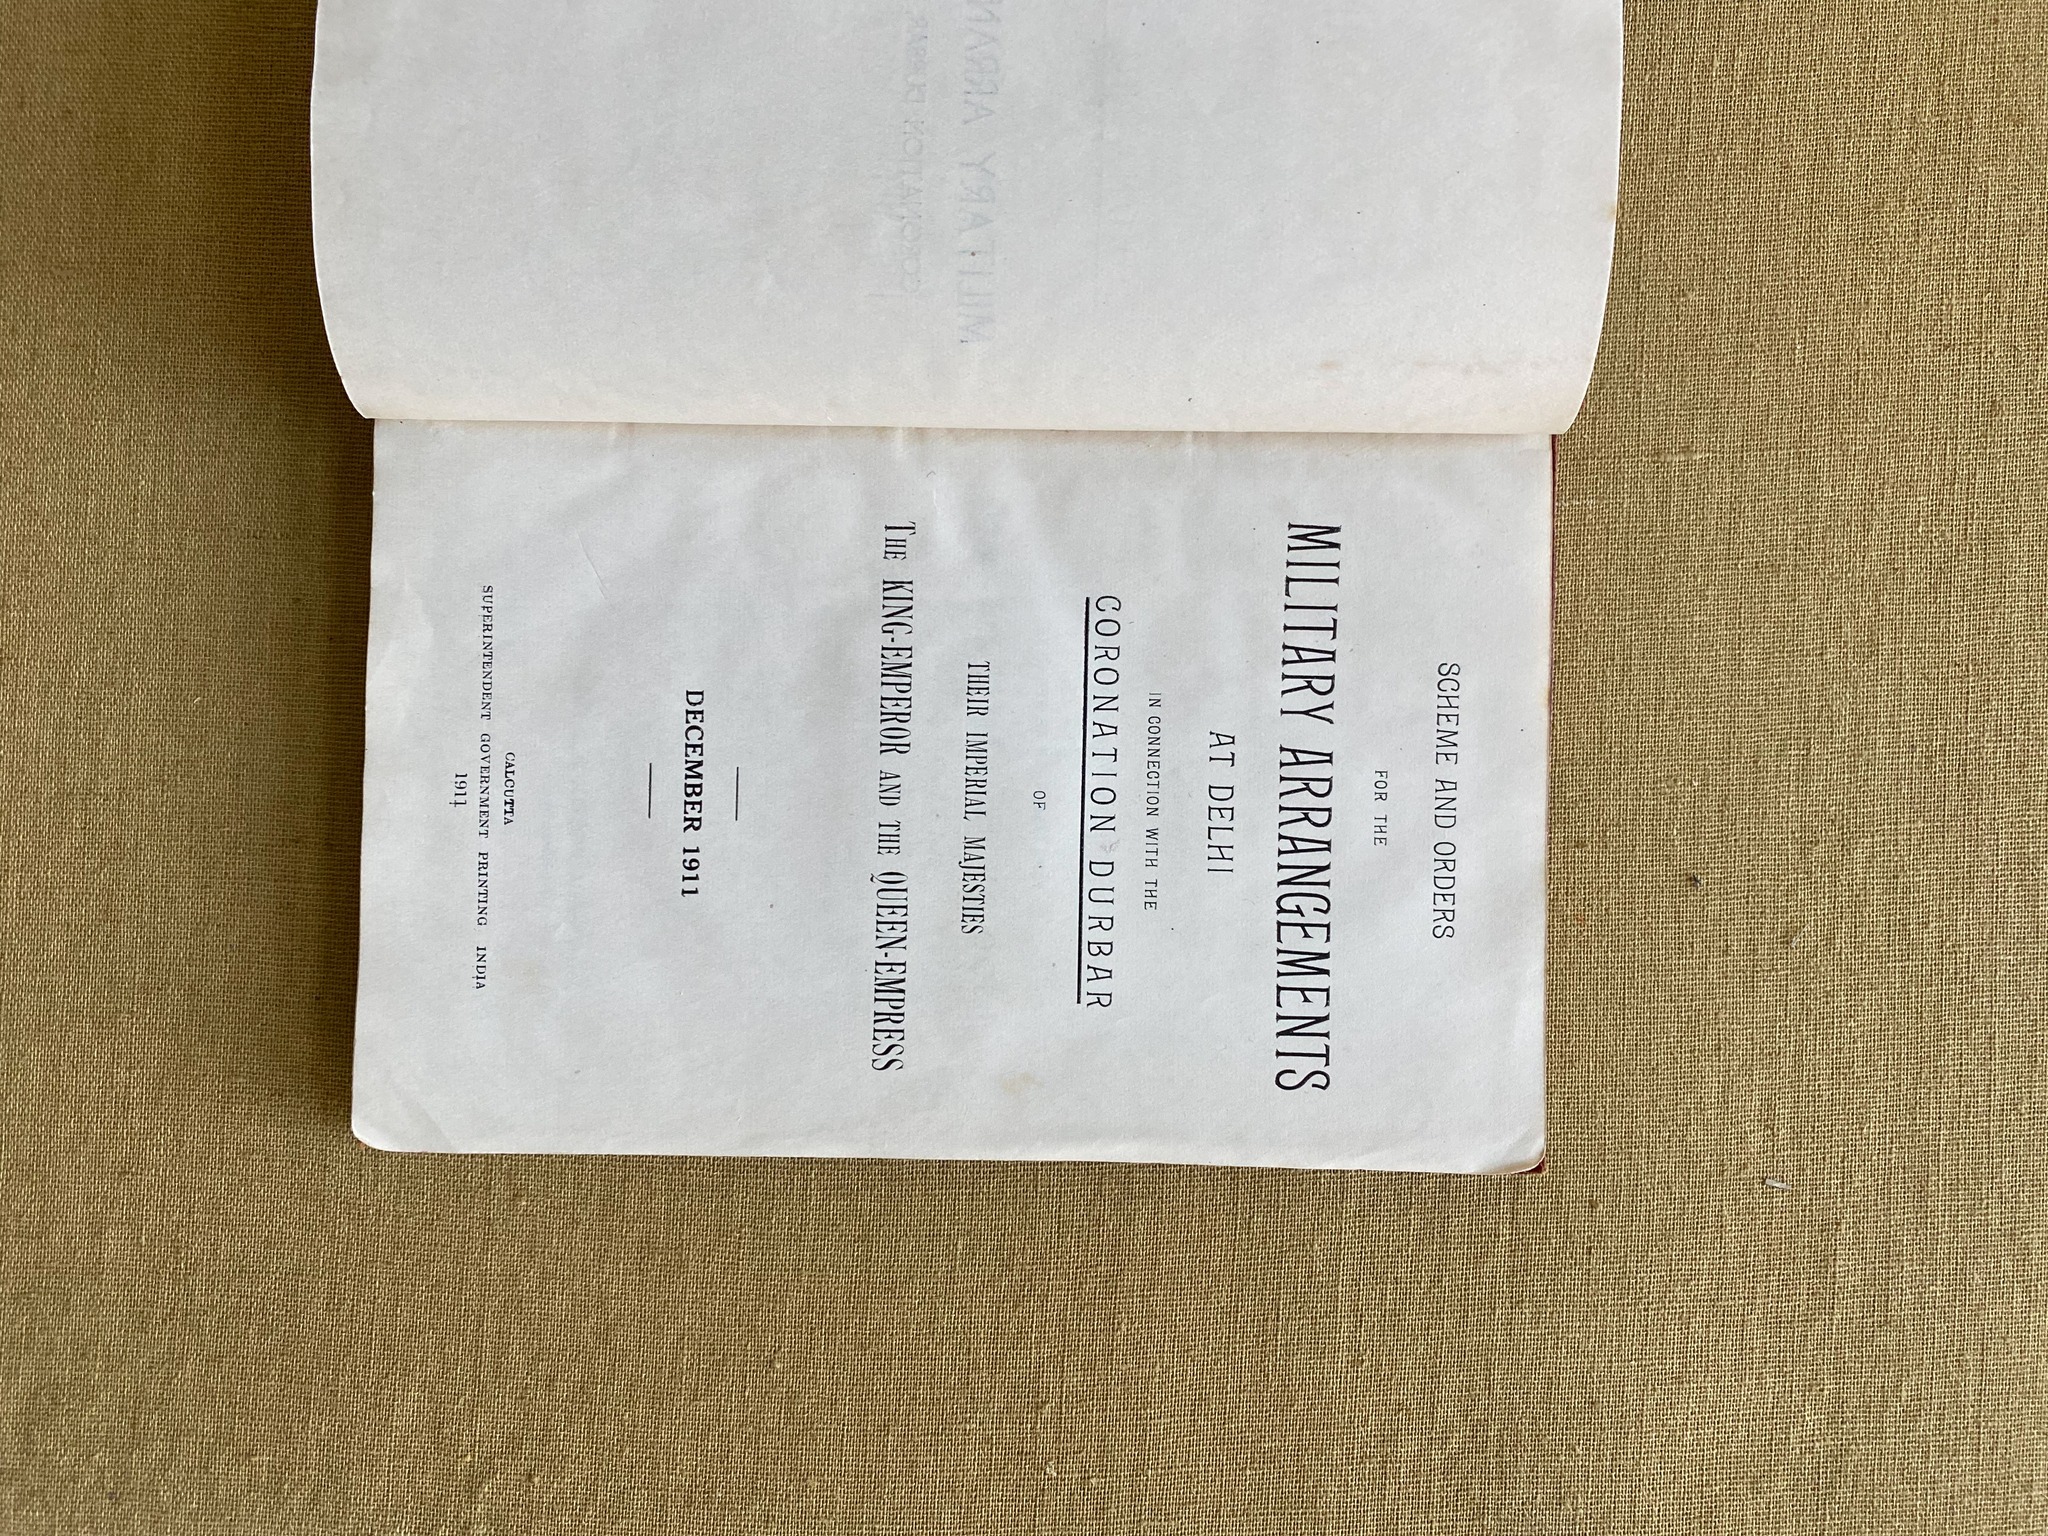 SCHEME AND ORDERS
FOR THE
MILITARY ARRANGEMENTS
AT DELHI
IN CONNECTION WITH THE
CORONATION DURBAR
OF
THEIR IMPERIAL MAJESTIES
THE KING-EMPEROR AND THE QUEEN-EMPRESS
DECEMBER 1911
CALCUTTA
SUPERINTENDENT GOVERNMENT PRINTING INDIA
1911